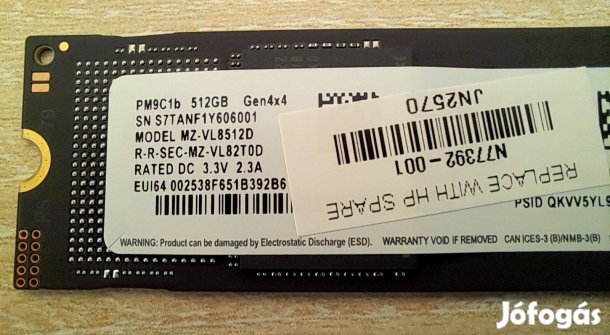 PM9C1b 512GB Gen4x4
SN S7TANF1Y606001
MODEL MZ-VL8512D
R-R-SEC-MZ-VL82T0D
RATED DC 3.3V 2.3A
EUI64 002538F651B392B6
JN2570
N77392-001
REPLACE WITH HP SPARE
PSID QKVV5YL9
WARNING: Product can be damaged by Electrostatic Discharge (ESD). WARRANTY VOID IF REMOVED CAN ICES-3 (B)/NMB-3(B)
Jófogás